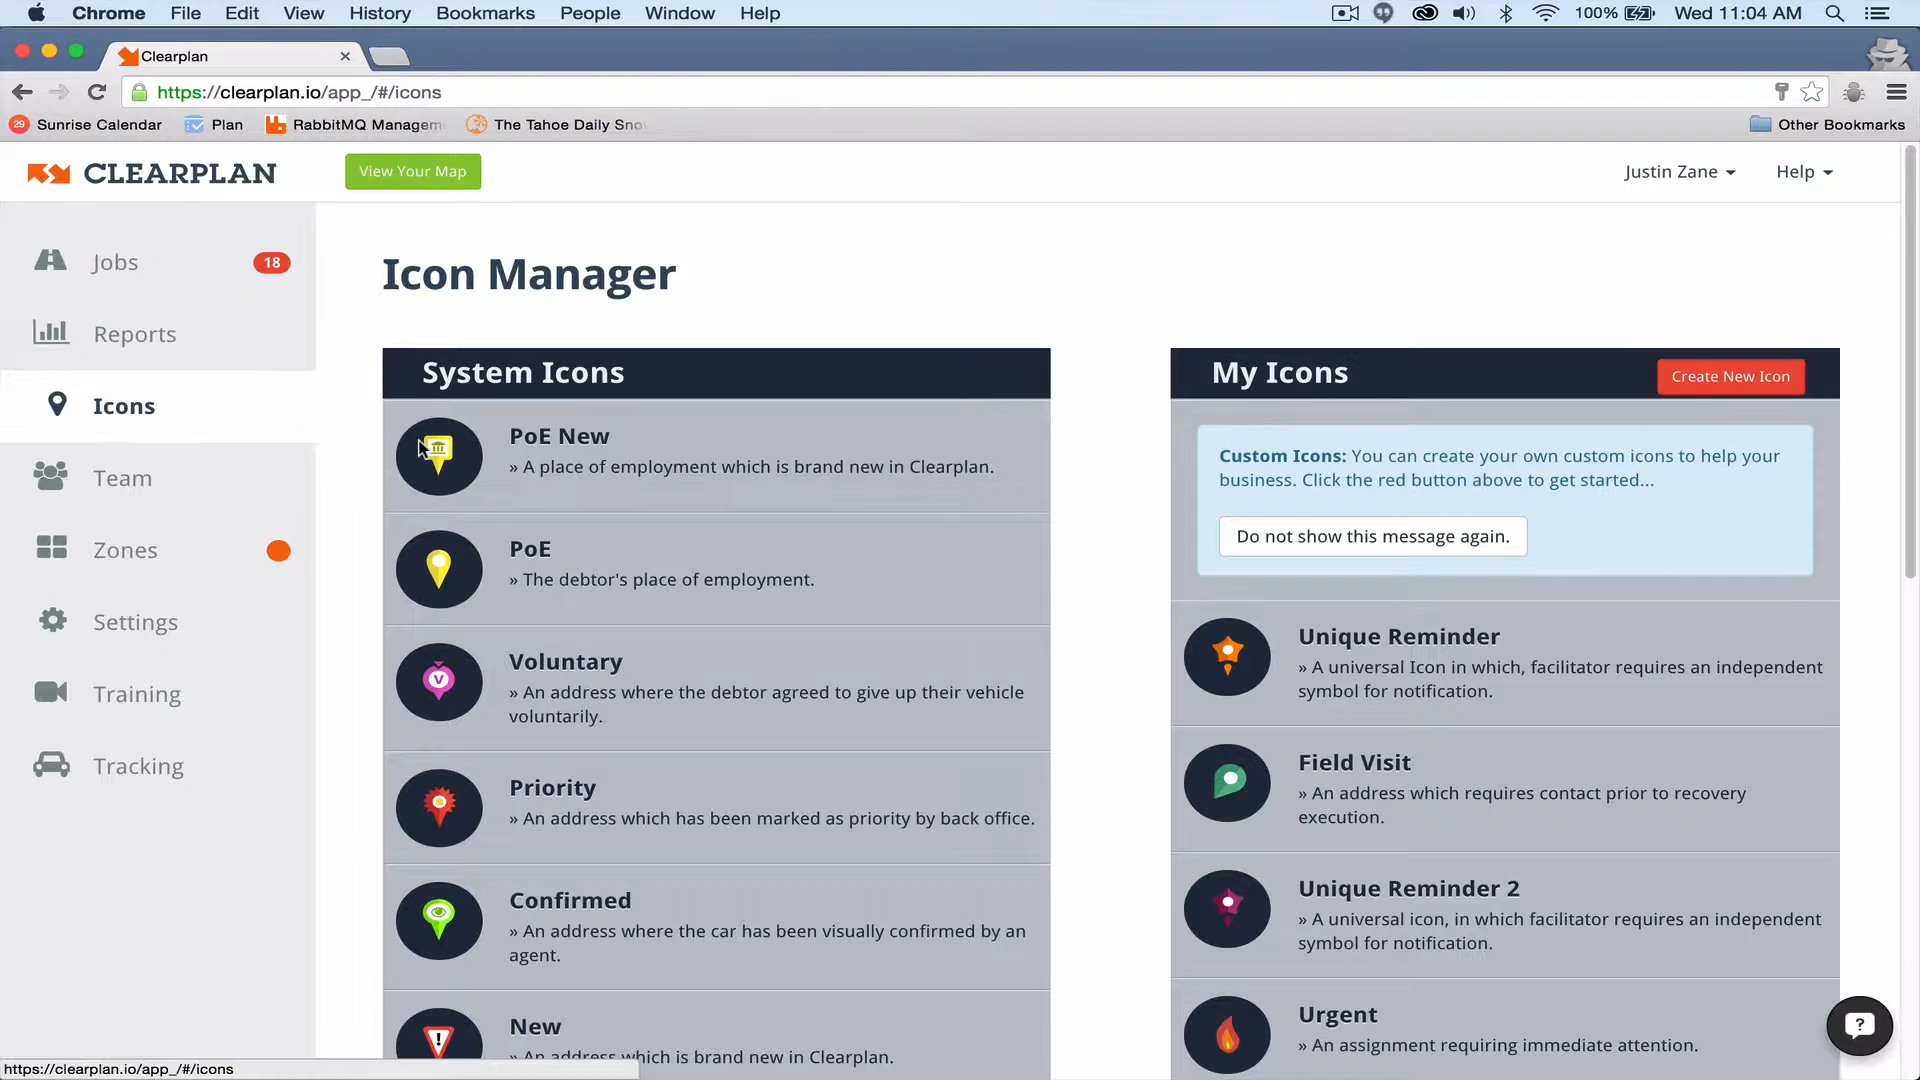 Chrome File Edit View History Bookmarks People Window Help 100% Wed 11:04 AM
Clearplan
https://clearplan.io/app_/#/icons
29 Sunrise Calendar Plan RabbitMQ Managem The Tahoe Daily Sno Other Bookmarks
CLEARPLAN View Your Map Justin Zane Help
Jobs 18
Reports
Icons
Team
Zones
Settings
Training
Tracking
Icon Manager
System Icons
PoE New
» A place of employment which is brand new in Clearplan.
PoE
» The debtor's place of employment.
V
Voluntary
» An address where the debtor agreed to give up their vehicle
voluntarily.
Priority
» An address which has been marked as priority by back office.
Confirmed
» An address where the car has been visually confirmed by an
agent.
!
New
» An address which is brand new in Clearplan.
My Icons Create New Icon
Custom Icons: You can create your own custom icons to help your
business. Click the red button above to get started...
Do not show this message again.
Unique Reminder
» A universal Icon in which, facilitator requires an independent
symbol for notification.
Field Visit
» An address which requires contact prior to recovery
execution.
Unique Reminder 2
» A universal icon, in which facilitator requires an independent
symbol for notification.
Urgent
» An assignment requiring immediate attention.
?
https://clearplan.io/app_/#/icons